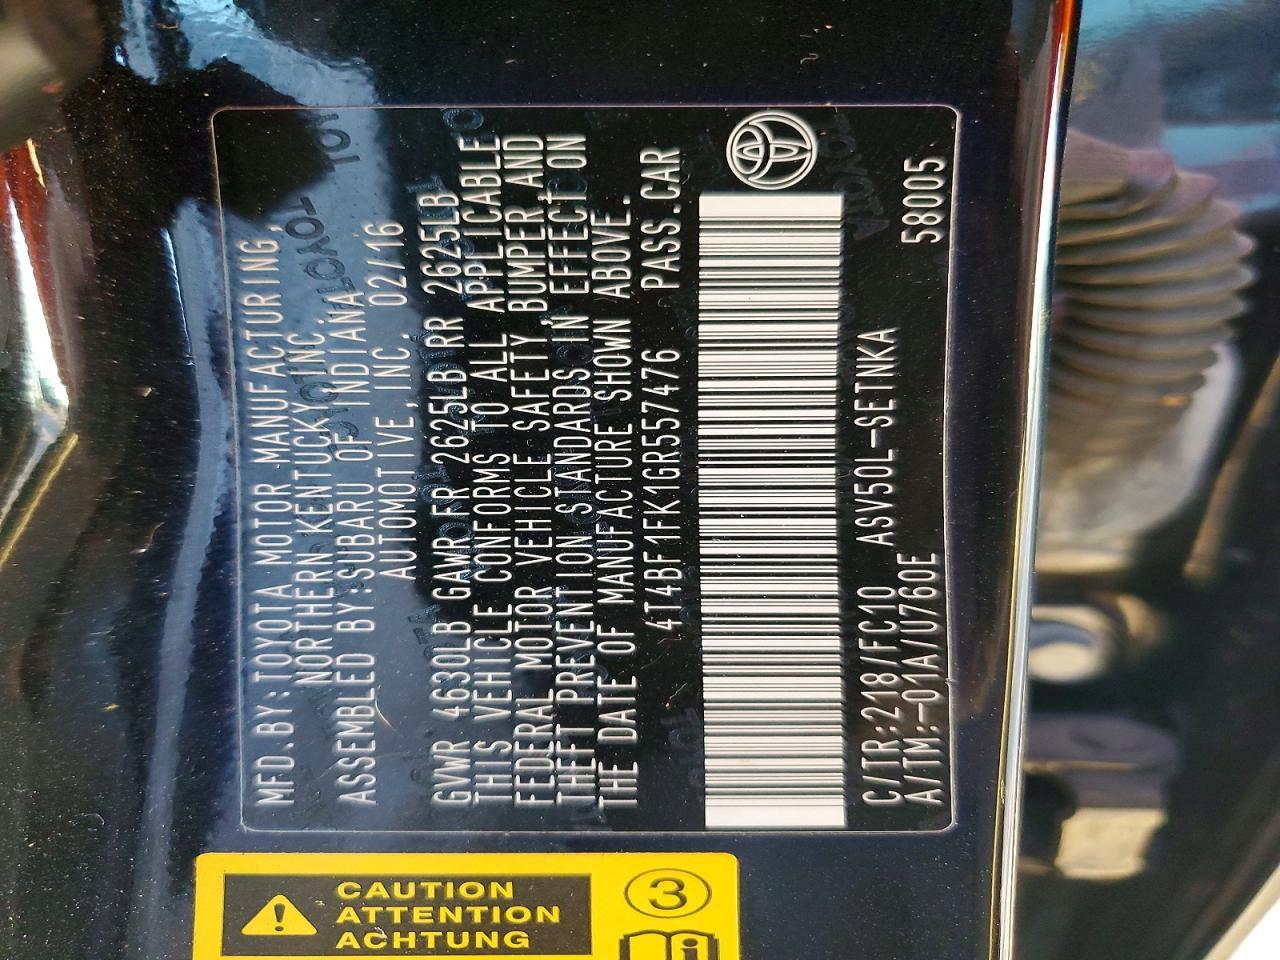 MFD.BY:TOYOTA MOTOR MANUFACTURING,
NORTHERN KENTUCKY INC.
ASSEMBLED BY:SUBARU OF INDIANA
AUTOMOTIVE, INC. 02/16
GVWR 4630LB GAWR FR 2625LB RR 2625LB
THIS VEHICLE CONFORMS TO ALL APPLICABLE
FEDERAL MOTOR VEHICLE SAFETY,BUMPER,AND
THEFT PREVENTION STANDARDS IN EFFECT ON
THE DATE OF MANUFACTURE SHOWN ABOVE.
4T4BF1FK1GR557476 PASS.CAR
C/TR:218/FC10 ASV50L-SETNKA 58005
A/TM:-01A/U760E
CAUTION
ATTENTION
ACHTUNG
3
i